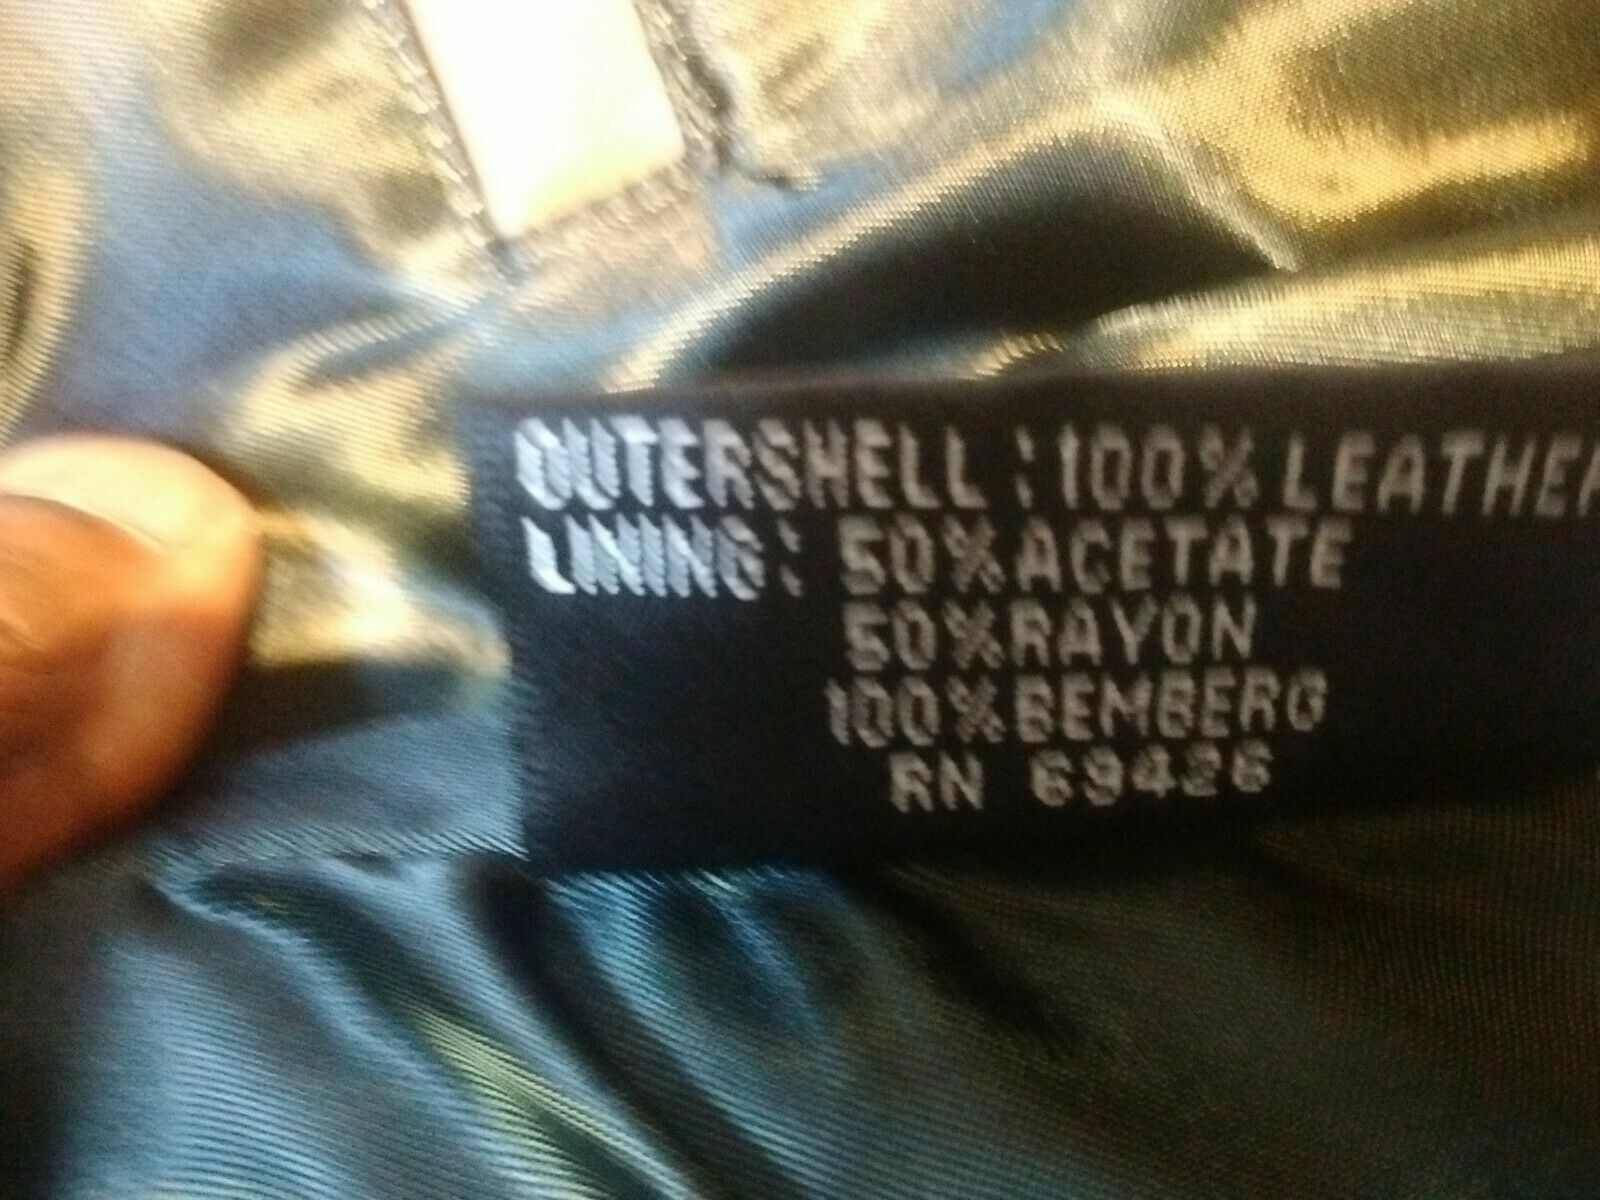 OUTERSHELL : 100% LEATHER
LINING : 50% ACETATE
50% RAYON
100% BEMBERG
RN 69426